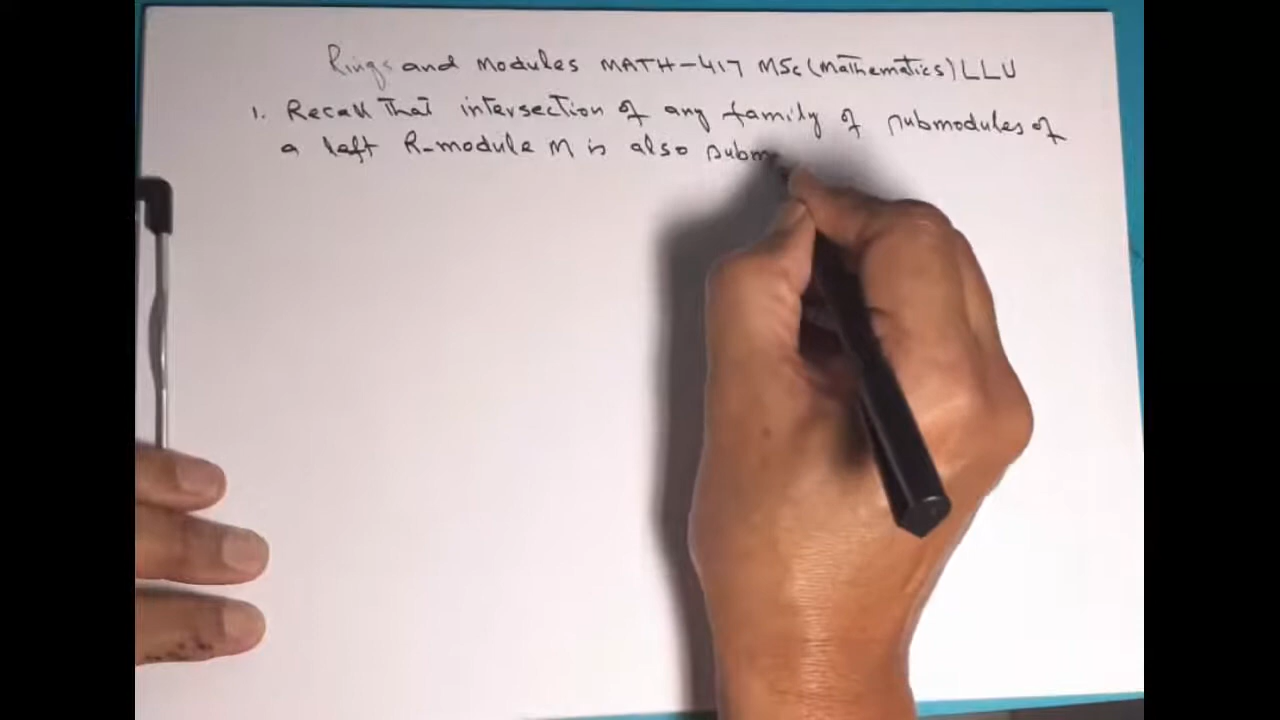 Rings and Modules MATH-417 MSc (Mathematics) LLU
1. Recall that intersection of any family of submodules of
a left R-module M is also subm